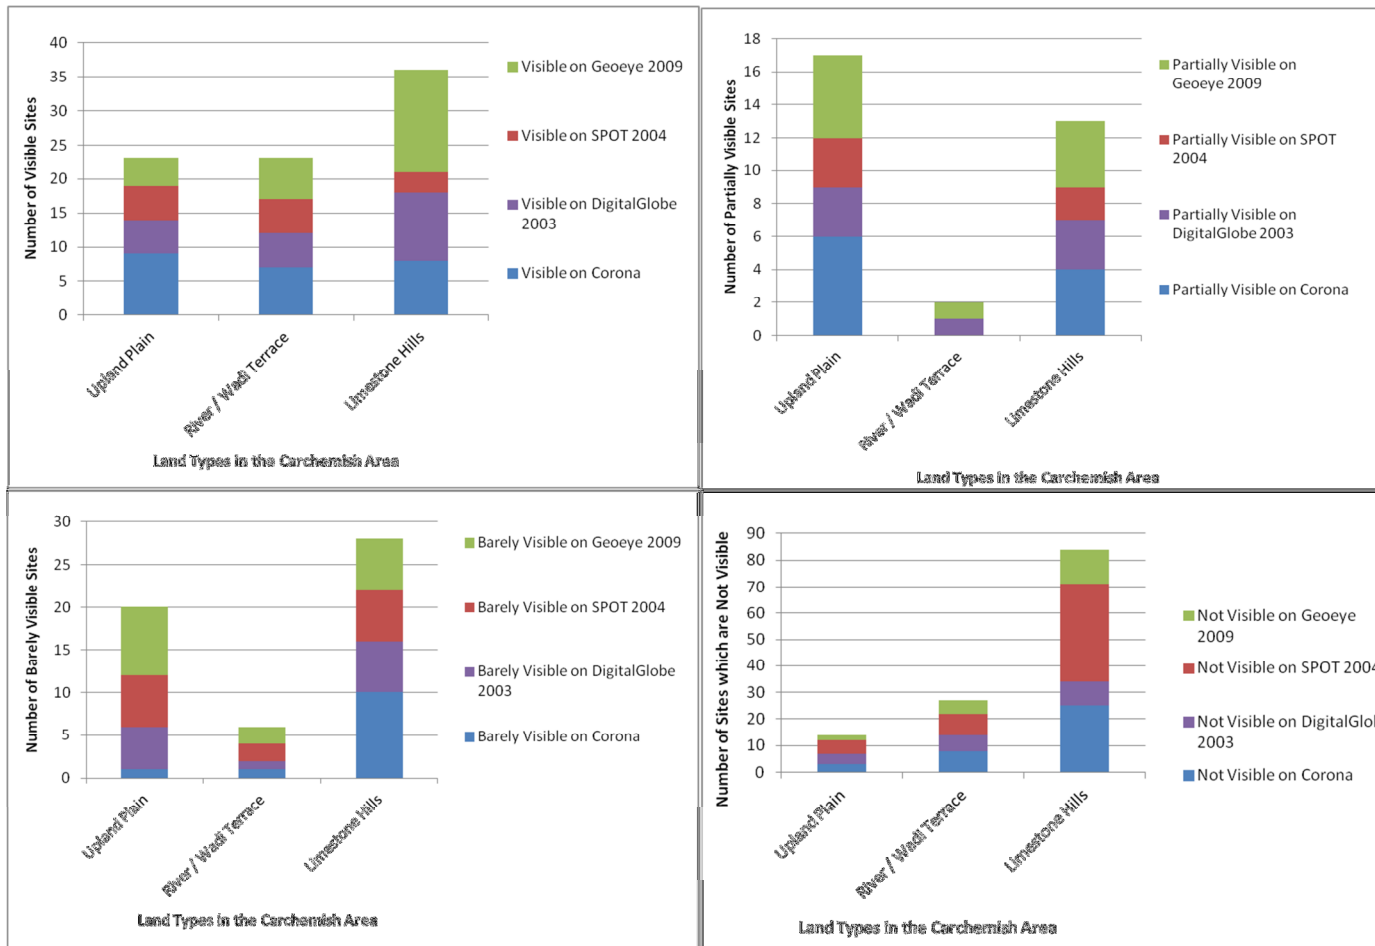 Number of Visible Sites
40
35
30
25
20
15
10
5
0
Upland Plain
River / Wadi Terrace
Limestone Hills
Land Types in the Carchemish Area
Visible on Geoeye 2009
Visible on SPOT 2004
Visible on DigitalGlobe
2003
Visible on Corona
Number of Partially Visible Sites
18
16
14
12
10
8
6
4
2
0
Upland Plain
River / Wadi Terrace
Limestone Hills
Land Types in the Carchemish Area
Partially Visible on
Geoeye 2009
Partially Visible on SPOT
2004
Partially Visible on
DigitalGlobe 2003
Partially Visible on Corona
Number of Barely Visible Sites
30
25
20
15
10
5
0
Upland Plain
River / Wadi Terrace
Limestone Hills
Land Types in the Carchemish Area
Barely Visible on Geoeye 2009
Barely Visible on SPOT 2004
Barely Visible on DigitalGlobe
2003
Barely Visible on Corona
Number of Sites which are Not Visible
90
80
70
60
50
40
30
20
10
0
Upland Plain
River / Wadi Terrace
Limestone Hills
Land Types in the Carchemish Area
Not Visible on Geoeye
2009
Not Visible on SPOT 2004
Not Visible on DigitalGlob
2003
Not Visible on Corona